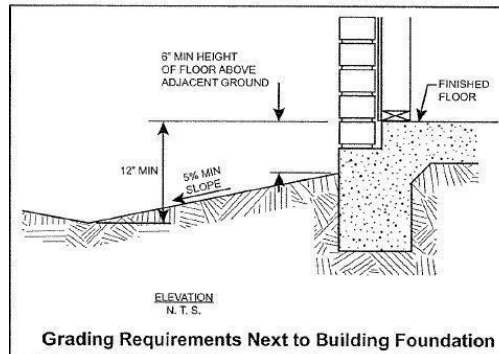 6" MIN HEIGHT
OF FLOOR ABOVE
ADJACENT GROUND
FINISHED
FLOOR
12" MIN
5% MIN
SLOPE
ELEVATION
N. T. S.
Grading Requirements Next to Building Foundation